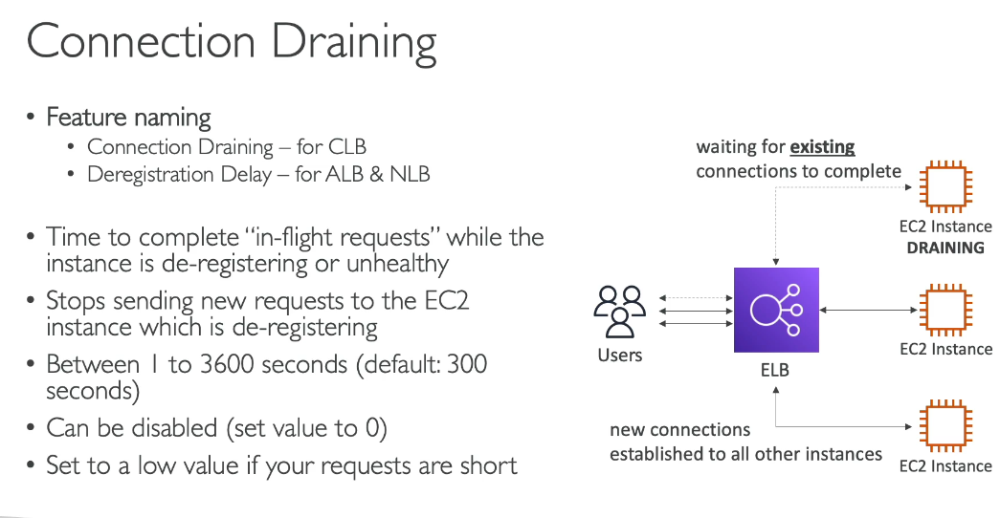 Connection Draining
• Feature naming
• Connection Draining – for CLB
• Deregistration Delay – for ALB & NLB
• Time to complete “in-flight requests” while the
instance is de-registering or unhealthy
• Stops sending new requests to the EC2
instance which is de-registering
• Between 1 to 3600 seconds (default: 300
seconds)
• Can be disabled (set value to 0)
• Set to a low value if your requests are short
waiting for existing
connections to complete
EC2 Instance
DRAINING
Users
ELB
EC2 Instance
new connections
established to all other instances
EC2 Instance